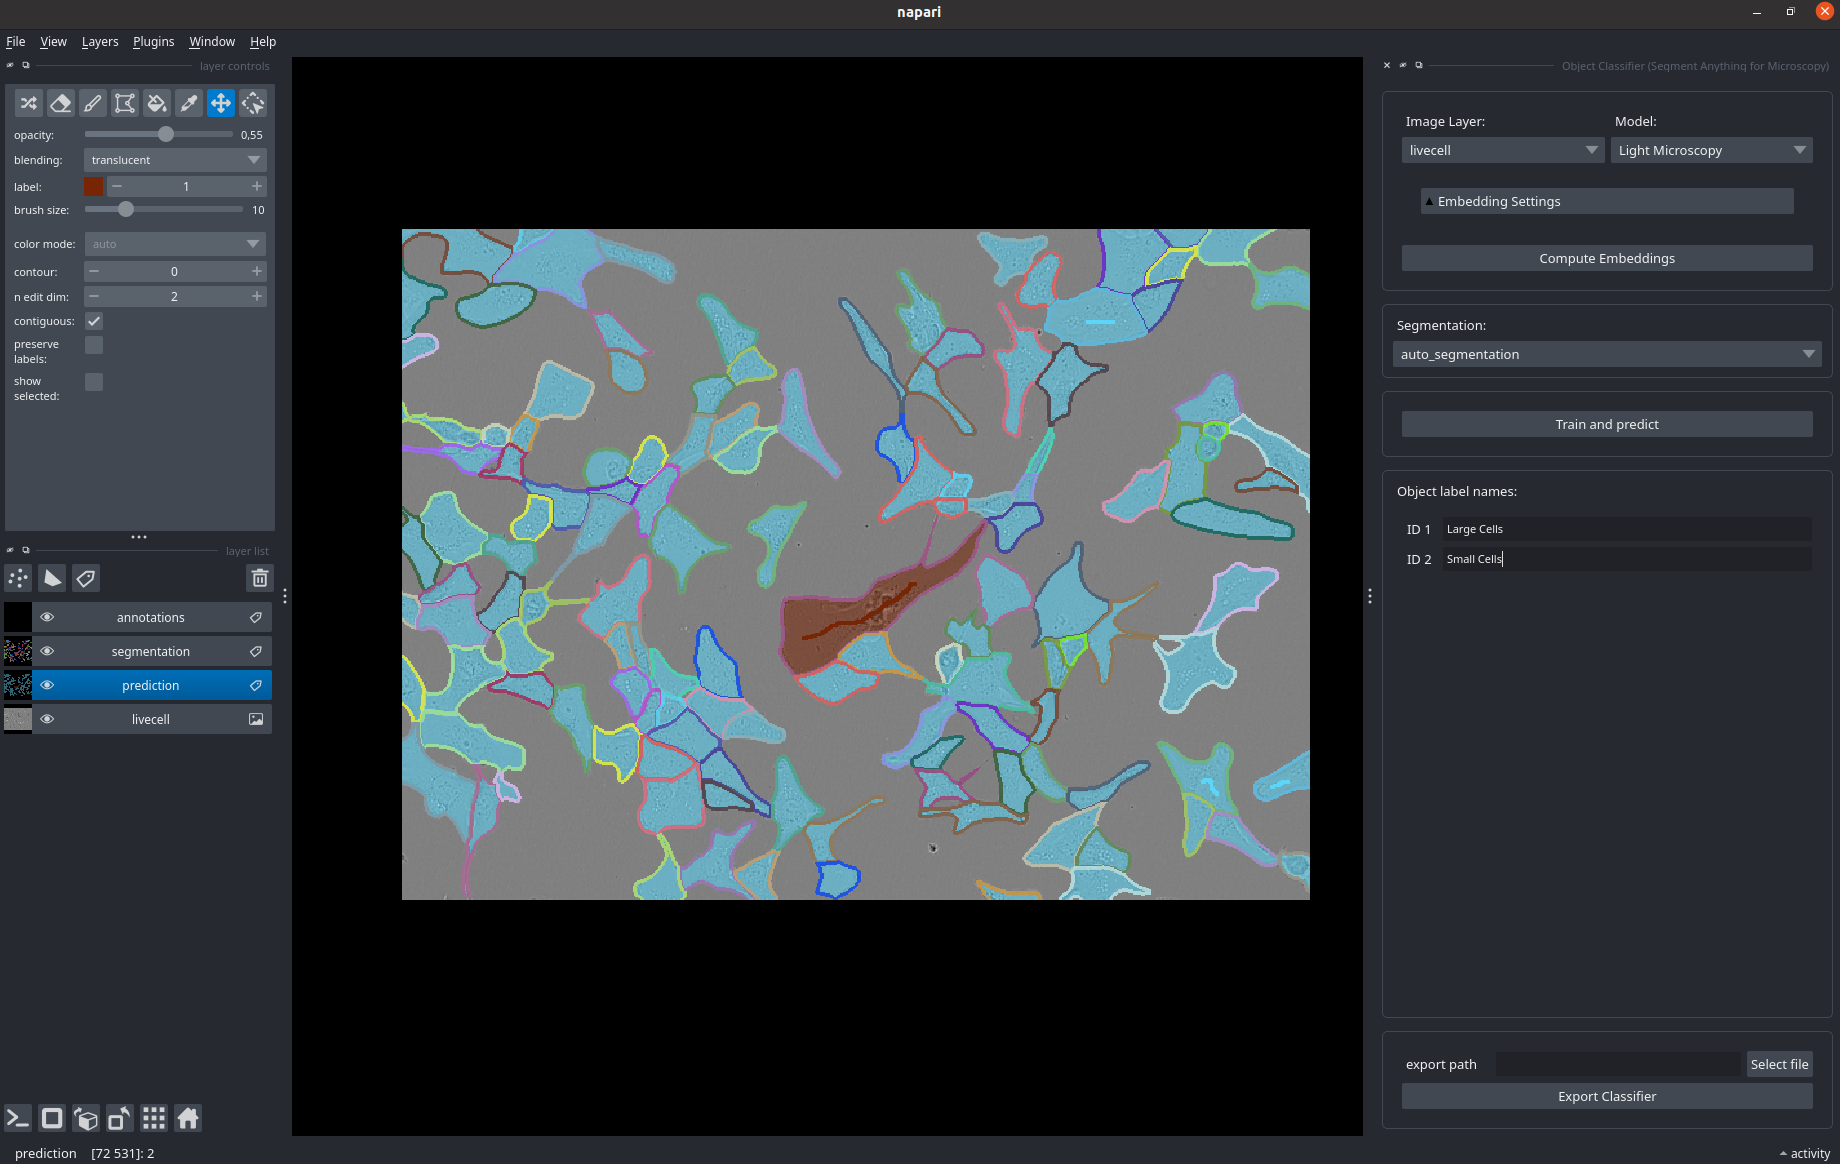 napari
File View Layers Plugins Window Help
layer controls
opacity: 0,55
blending: translucent
label: 1
brush size: 10
color mode: auto
contour: 0
n edit dim: 2
contiguous:
preserve
labels:
show
selected:
layer list
annotations
segmentation
prediction
livecell
prediction [72 531]: 2
Object Classifier (Segment Anything for Microscopy)
Image Layer: Model:
livecell Light Microscopy
Embedding Settings
Compute Embeddings
Segmentation:
auto_segmentation
Train and predict
Object label names:
ID 1 Large Cells
ID 2 Small Cells
export path Select file
Export Classifier
activity